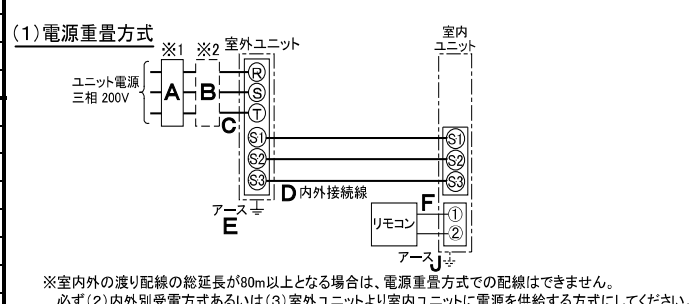 (1)電源重畳方式
※1 ※2 室外ユニット
室内
ユニット
ユニット電源
三相 200V
A B
R
S
T
C
S1 S1
S2 S2
S3 S3
D 内外接続線
アース
E
F
リモコン
①
②
アース J
※室内外の渡り配線の総延長が80m以上となる場合は、電源重畳方式での配線はできません。
必ず(2)内外別受電方式あるいは(3)室外ユニットより室内ユニットに電源を供給する方式にしてください。